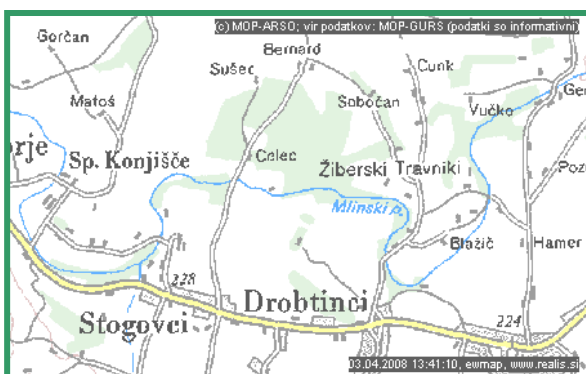 (c) MOP-ARSO; vir podatkov: MOP-GURS (podatki so informativni)
Gorčan
Bernard
Sušec
Cunk
Matoš
Sobočan
Vučko
Ge
orje
Sp. Konjišče
Celec
Žiberski
Travniki
Poz
Mlinski p.
Blažič
Hamer
228
Drobtinci
Stogovci
224
03.04.2008 13:41:10, ewmap, www.realis.si